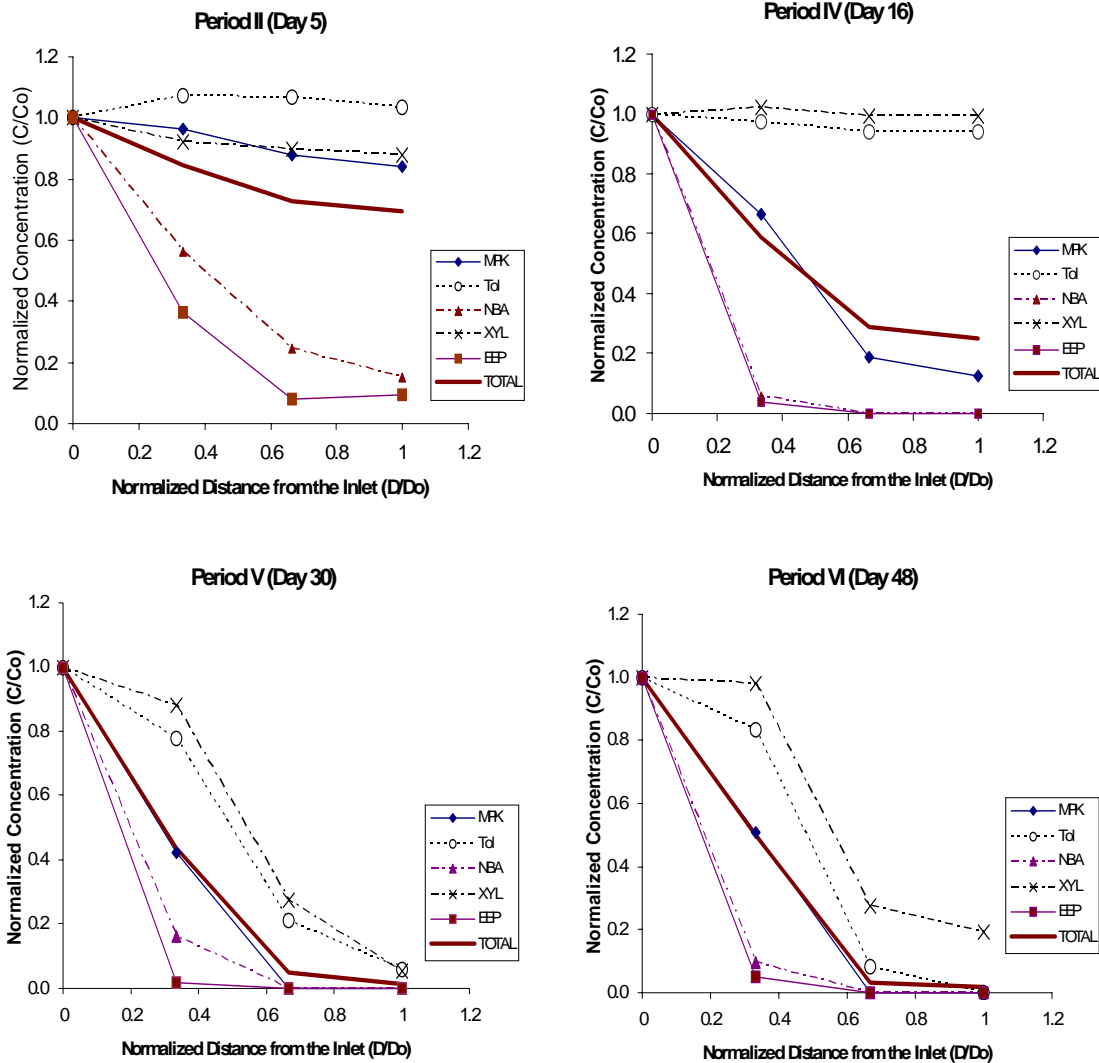 Period II (Day 5)
Normalized Concentration (C/Co)
1.2
1.0
0.8
0.6
0.4
0.2
0.0
0 0.2 0.4 0.6 0.8 1 1.2
Normalized Distance from the Inlet (D/Do)
MPK
Tol
NBA
XYL
EEP
TOTAL
Period IV (Day 16)
Normalized Concentration (C/Co)
1.2
1.0
0.8
0.6
0.4
0.2
0.0
0 0.2 0.4 0.6 0.8 1 1.2
Normalized Distance from the Inlet (D/Do)
MPK
Tol
NBA
XYL
EEP
TOTAL
Period V (Day 30)
Normalized Concentration (C/Co)
1.2
1.0
0.8
0.6
0.4
0.2
0.0
0 0.2 0.4 0.6 0.8 1 1.2
Normalized Distance from the Inlet (D/Do)
MPK
Tol
NBA
XYL
EEP
TOTAL
Period VI (Day 48)
Normalized Concentration (C/Co)
1.2
1.0
0.8
0.6
0.4
0.2
0.0
0 0.2 0.4 0.6 0.8 1 1.2
Normalized Distance from the Inlet (D/Do)
MPK
Tol
NBA
XYL
EEP
TOTAL